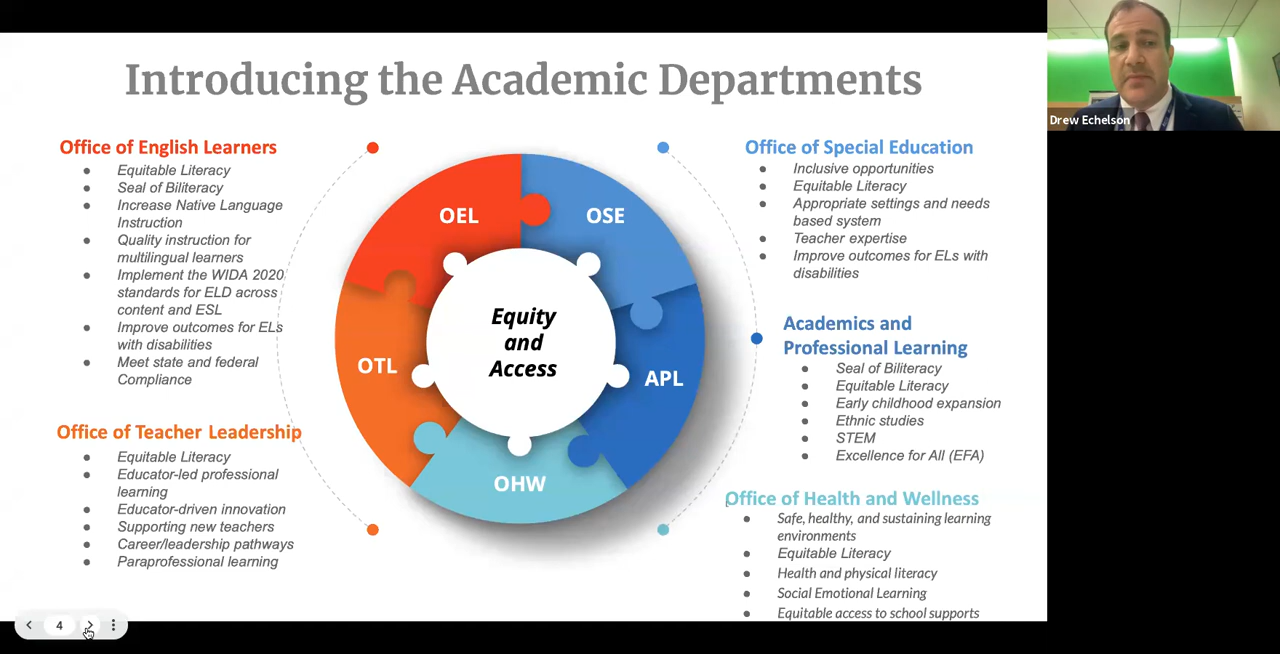 Introducing the Academic Departments
Drew Echelson
Office of English Learners
● Equitable Literacy
● Seal of Biliteracy
● Increase Native Language
Instruction
● Quality instruction for
multilingual learners
● Implement the WIDA 2020
standards for ELD across
content and ESL
● Improve outcomes for ELs
with disabilities
● Meet state and federal
Compliance
Office of Teacher Leadership
● Equitable Literacy
● Educator-led professional
learning
● Educator-driven innovation
● Supporting new teachers
● Career/leadership pathways
● Paraprofessional learning
OEL
OSE
OTL
APL
OHW
Equity
and
Access
Office of Special Education
● Inclusive opportunities
● Equitable Literacy
● Appropriate settings and needs
based system
● Teacher expertise
● Improve outcomes for ELs with
disabilities
Academics and
Professional Learning
● Seal of Biliteracy
● Equitable Literacy
● Early childhood expansion
● Ethnic studies
● STEM
● Excellence for All (EFA)
Office of Health and Wellness
● Safe, healthy, and sustaining learning
environments
● Equitable Literacy
● Health and physical literacy
● Social Emotional Learning
● Equitable access to school supports
4